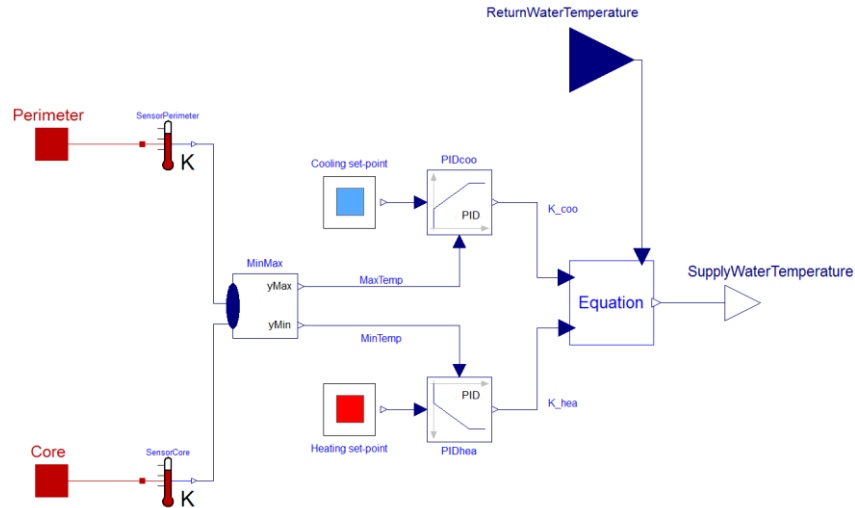 ReturnWaterTemperature
Perimeter
SensorPerimeter
K
Cooling set-point
PIDcoo
PID
K_coo
MinMax
yMax
MaxTemp
yMin
MinTemp
Equation
SupplyWaterTemperature
PID
K_hea
Heating set-point
PIDhea
Core
SensorCore
K